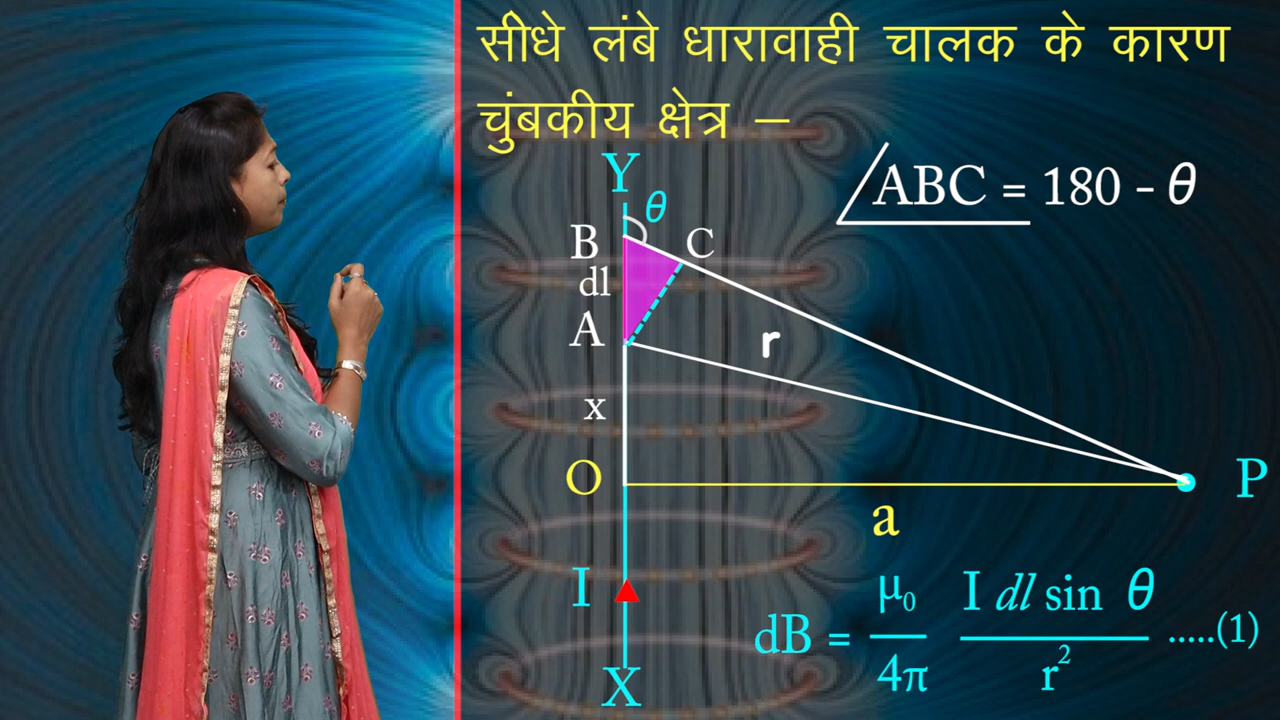 सीधे लंबे धारावाही चालक के कारण
चुंबकीय क्षेत्र –
∠ABC = 180 - θ
Y
θ
B
C
dl
A
r
x
O
P
a
I
X
dB = μ₀/4π I dl sin θ/r² .....(1)